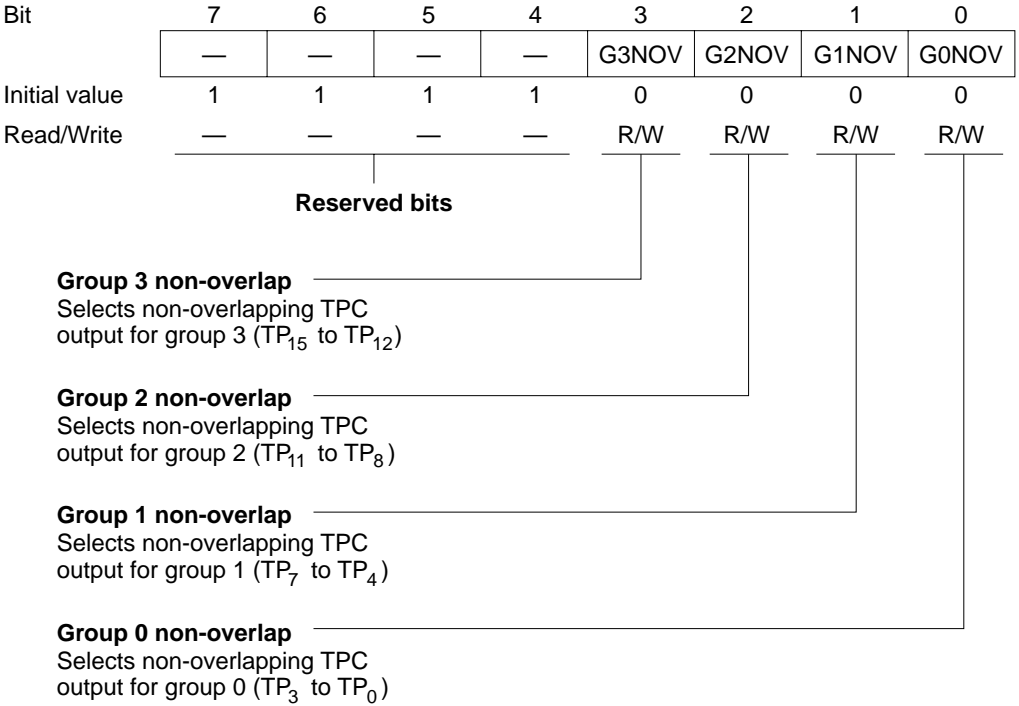 Bit 7 6 5 4 3 2 1 0
— — — — G3NOV G2NOV G1NOV G0NOV
Initial value 1 1 1 1 0 0 0 0
Read/Write — — — — R/W R/W R/W R/W
Reserved bits
Group 3 non-overlap
Selects non-overlapping TPC
output for group 3 (TP15 to TP12)
Group 2 non-overlap
Selects non-overlapping TPC
output for group 2 (TP11 to TP8)
Group 1 non-overlap
Selects non-overlapping TPC
output for group 1 (TP7 to TP4)
Group 0 non-overlap
Selects non-overlapping TPC
output for group 0 (TP3 to TP0)